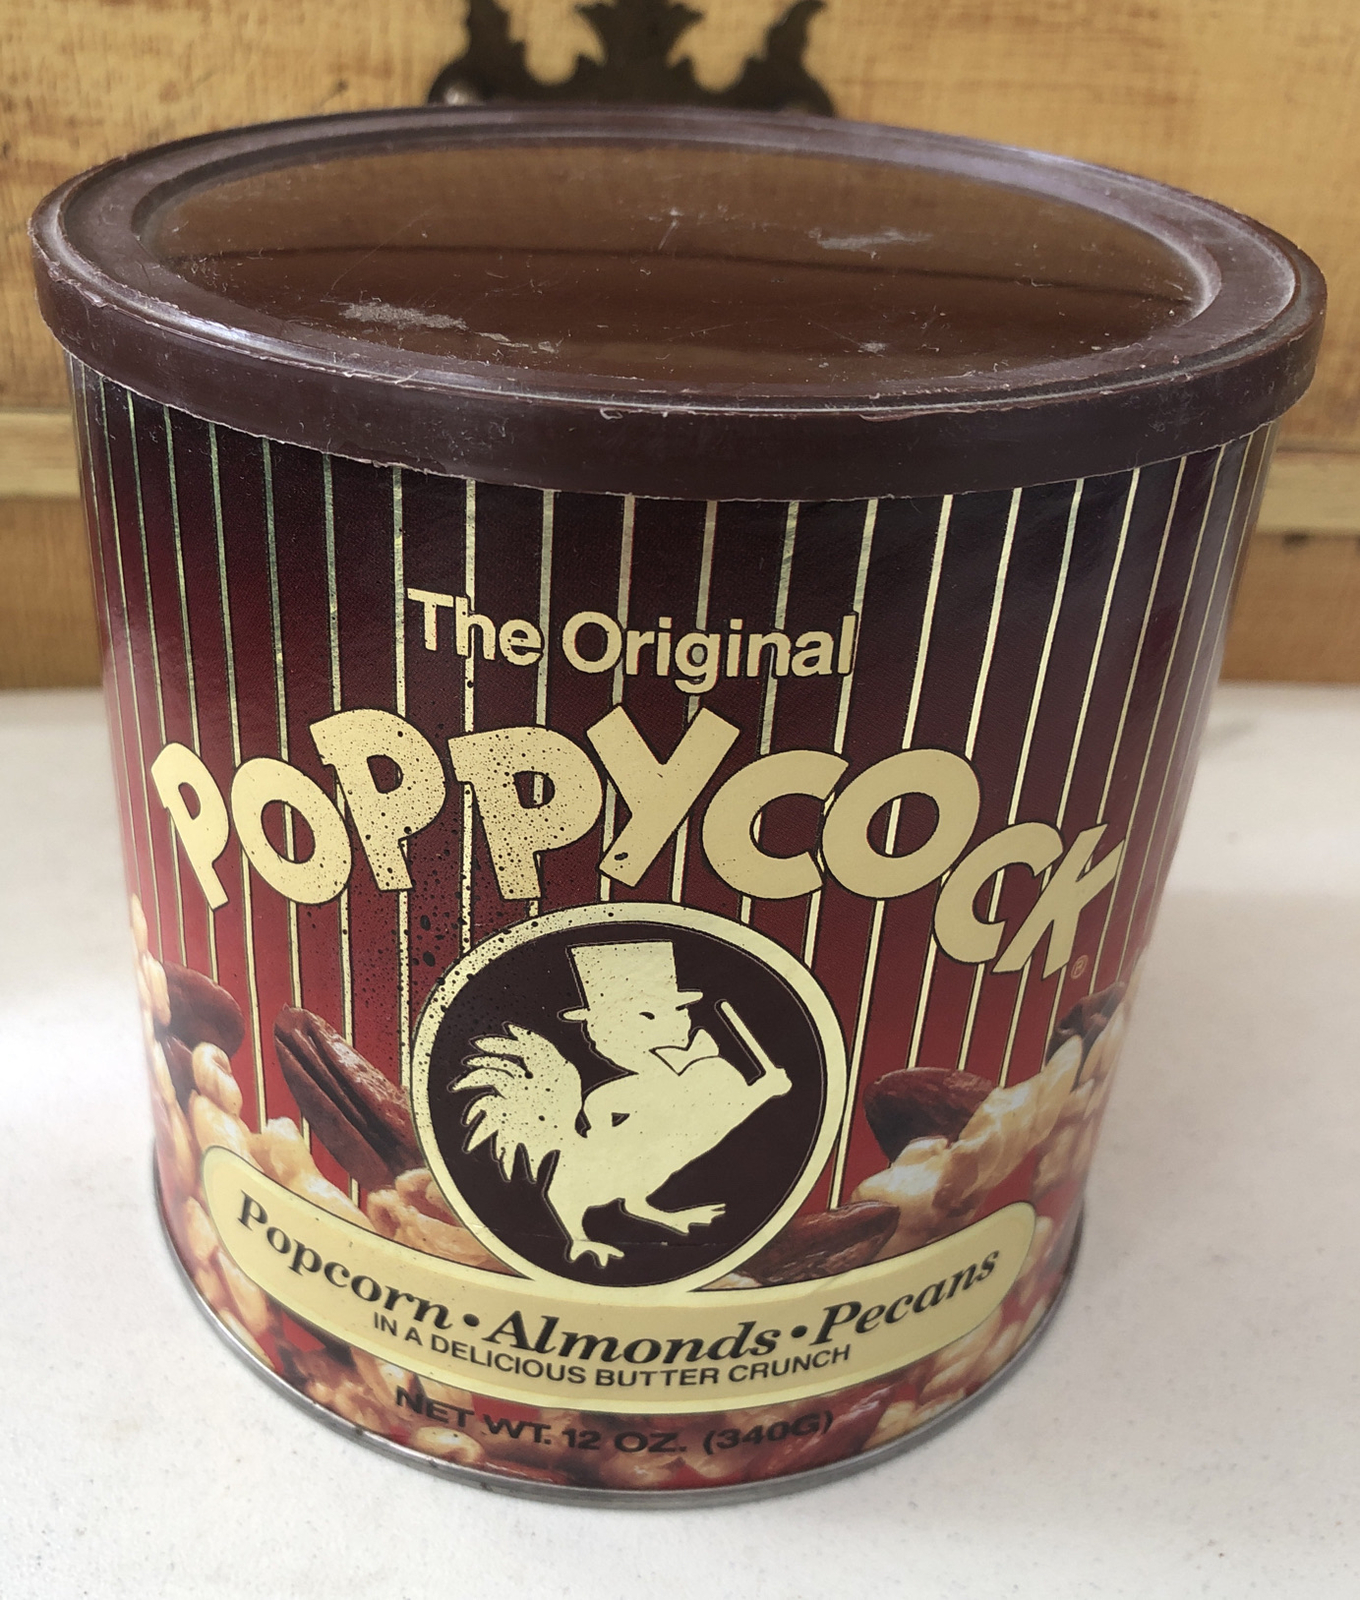 The Original
POPPYCOCK®
Popcorn • Almonds • Pecans
IN A DELICIOUS BUTTER CRUNCH
NET WT. 12 OZ. (340G)